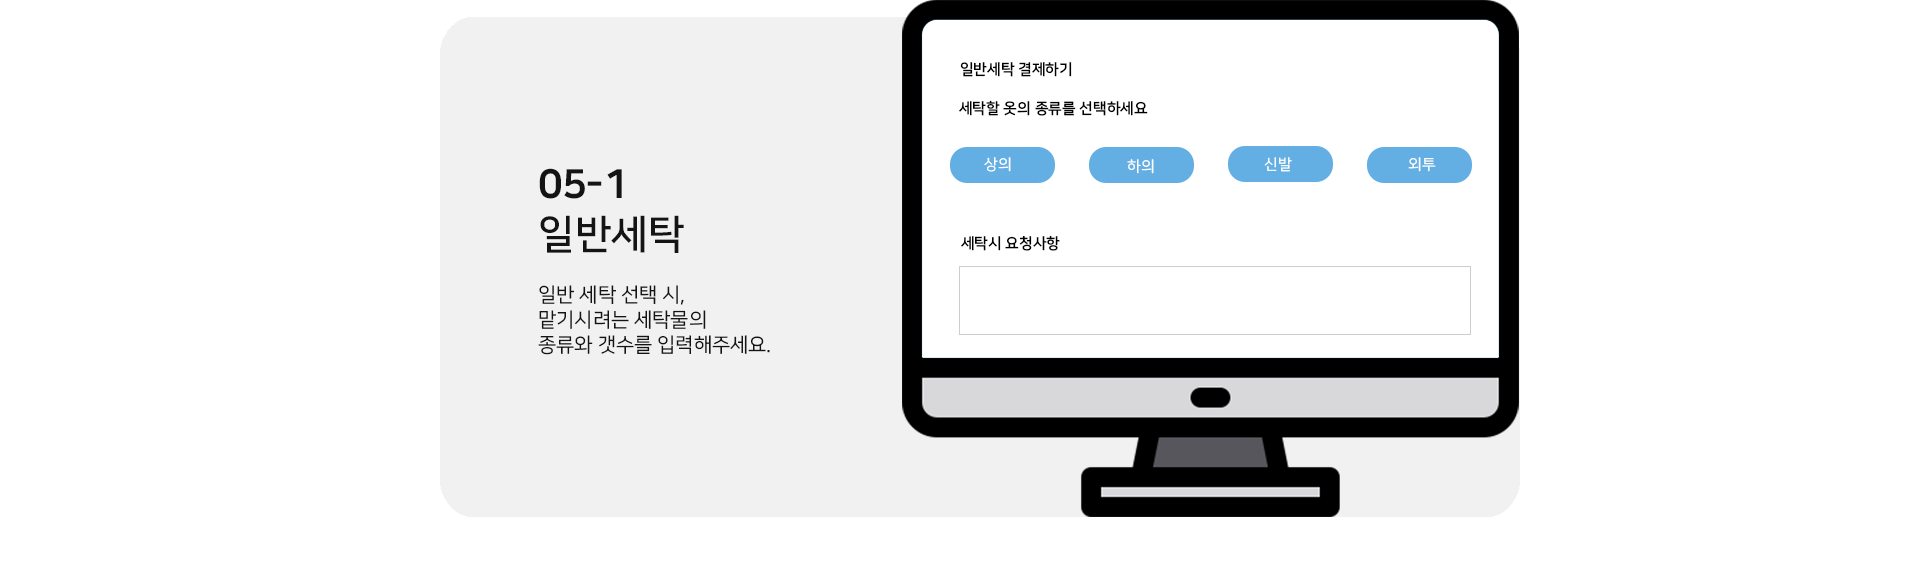 05-1
일반세탁
일반 세탁 선택 시,
맡기시려는 세탁물의
종류와 갯수를 입력해주세요.
일반세탁 결제하기
세탁할 옷의 종류를 선택하세요
상의
하의
신발
외투
세탁시 요청사항